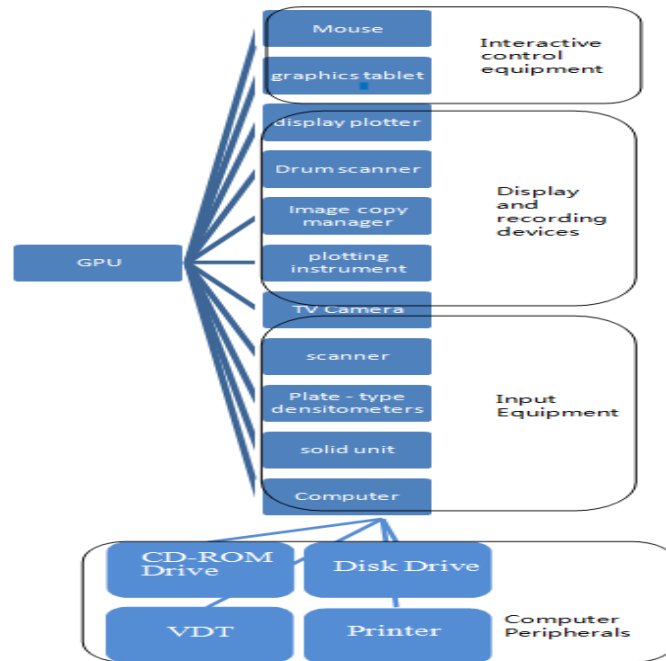 Mouse
Interactive
control
equipment
graphics tablet
display plotter
Drum scanner
Image copy
manager
Display
and
recording
devices
GPU
plotting
instrument
TV Camera
scanner
Plate - type
densitometers
Input
Equipment
solid unit
Computer
CD-ROM
Drive
Disk Drive
VDT
Printer
Computer
Peripherals